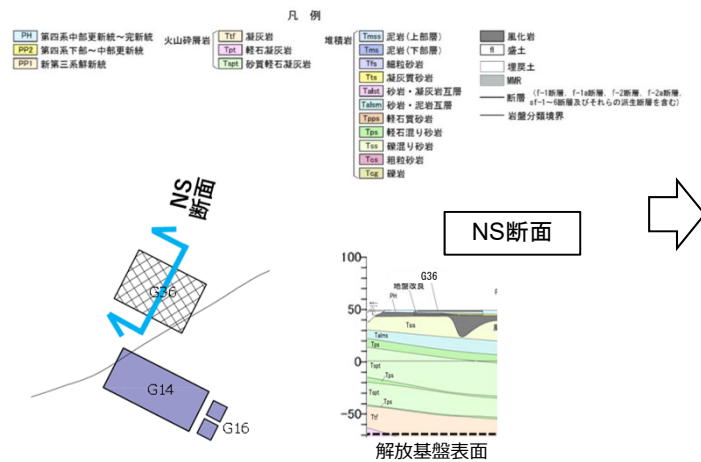 凡 例
PH 第四系中部更新統～完新統
PP2 第四系下部～中部更新統
PP1 新第三系鮮新統
火山砕屑岩
Ttf 凝灰岩
Tpt 軽石凝灰岩
Tspt 砂質軽石凝灰岩
堆積岩
Tmss 泥岩(上部層)
Tms 泥岩(下部層)
Tfs 細粒砂岩
Tts 凝灰質砂岩
Talst 砂岩・凝灰岩互層
Talsm 砂岩・泥岩互層
Tpps 軽石質砂岩
Tps 軽石混り砂岩
Tss 礫混り砂岩
Tcs 粗粒砂岩
Tcg 礫岩
風化岩
fl 盛土
埋戻土
MMR
断層 (f-1断層、f-1a断層、f-2断層、f-2a断層、
sf-1～6断層及びそれらの派生断層を含む)
岩盤分類境界
NS
断面
G36
G14
G16
NS断面
100
50
0
-50
G36
地盤改良
PH
Tss
Talms
Tps
Tspt
Tps
Tspt
Tps
Ttf
解放基盤表面